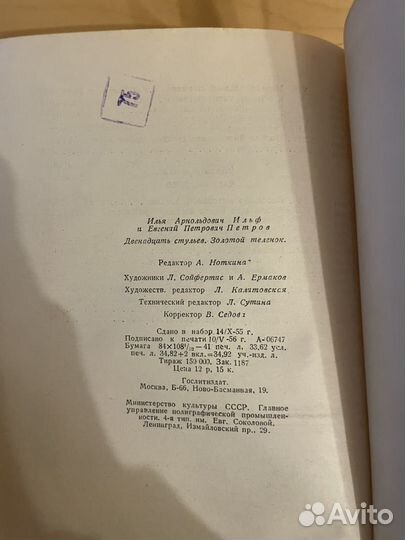 75
Илья Арнольдович Ильф
и Евгений Петрович Петров
Двенадцать стульев. Золотой теленок.
Редактор А. Ноткина
Художники Л. Сойфертис и А. Ермаков
Художеств. редактор Л. Калитовская
Технический редактор Л. Сутина
Корректор В. Седова
Сдано в набор 14/X-55 г.
Подписано к печати 10/V-56 г. А-06747
Бумага 84×108¹/₃₂— 41 печ. л. 33,62 усл.
печ. л. 34,82+2 вкл.=34,92 уч.-изд. л.
Тираж 150 000. Зак. 1187
Цена 12 р. 15 к.
Гослитиздат.
Москва, Б-66, Ново-Басманная, 19.
Министерство культуры СССР. Главное
управление полиграфической промышлен-
ности. 4-я тип. им. Евг. Соколовой.
Ленинград, Измайловский пр., 29.
Avito